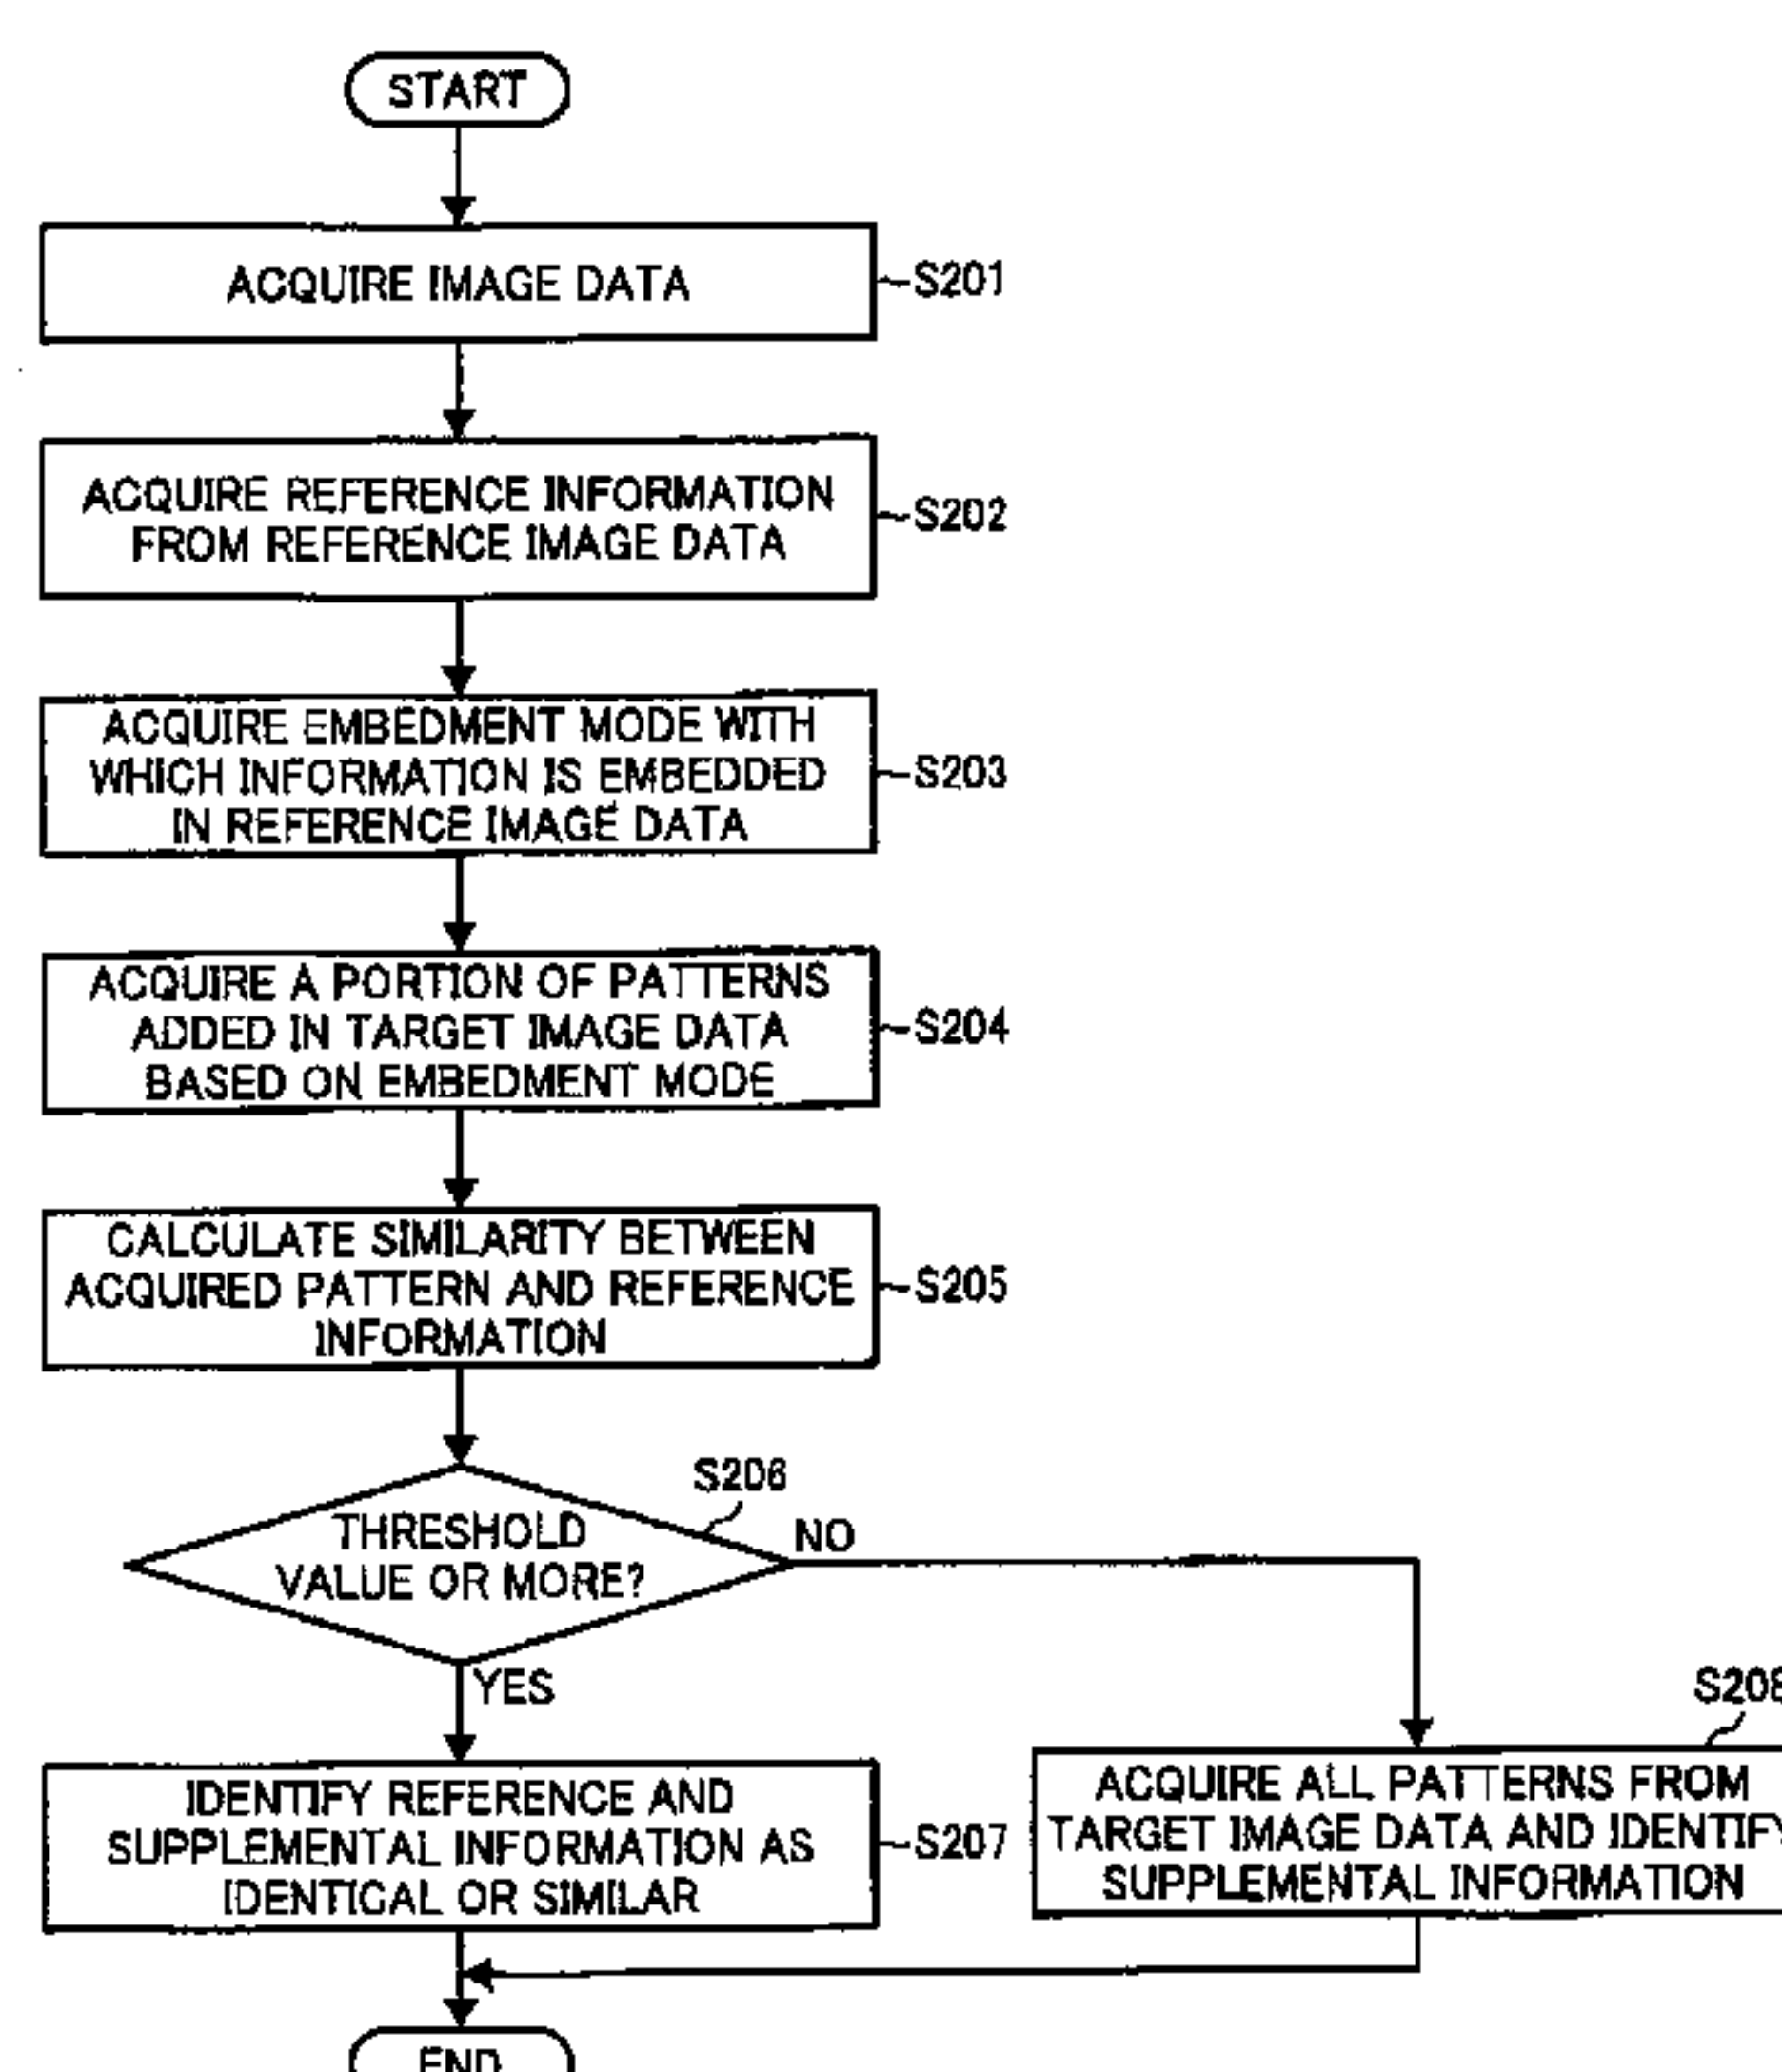 START
ACQUIRE IMAGE DATA
S201
ACQUIRE REFERENCE INFORMATION
FROM REFERENCE IMAGE DATA
S202
ACQUIRE EMBEDMENT MODE WITH
WHICH INFORMATION IS EMBEDDED
IN REFERENCE IMAGE DATA
S203
ACQUIRE A PORTION OF PATTERNS
ADDED IN TARGET IMAGE DATA
BASED ON EMBEDMENT MODE
S204
CALCULATE SIMILARITY BETWEEN
ACQUIRED PATTERN AND REFERENCE
INFORMATION
S205
S206
THRESHOLD
VALUE OR MORE?
NO
YES
IDENTIFY REFERENCE AND
SUPPLEMENTAL INFORMATION AS
IDENTICAL OR SIMILAR
S207
S208
ACQUIRE ALL PATTERNS FROM
TARGET IMAGE DATA AND IDENTIFY
SUPPLEMENTAL INFORMATION
END